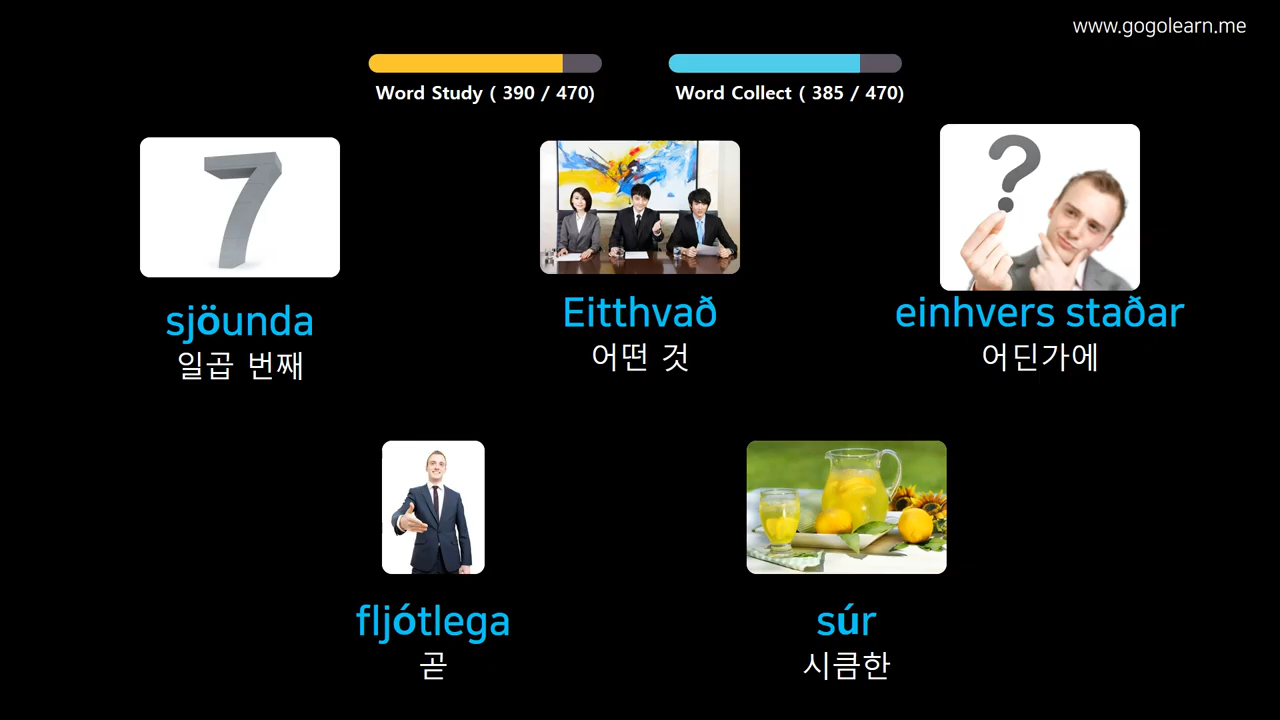 www.gogolearn.me
Word Study ( 390 / 470)
Word Collect ( 385 / 470)
7
?
sjöunda
일곱 번째
Eitthvað
어떤 것
einhvers staðar
어딘가에
fljótlega
곧
súr
시큼한